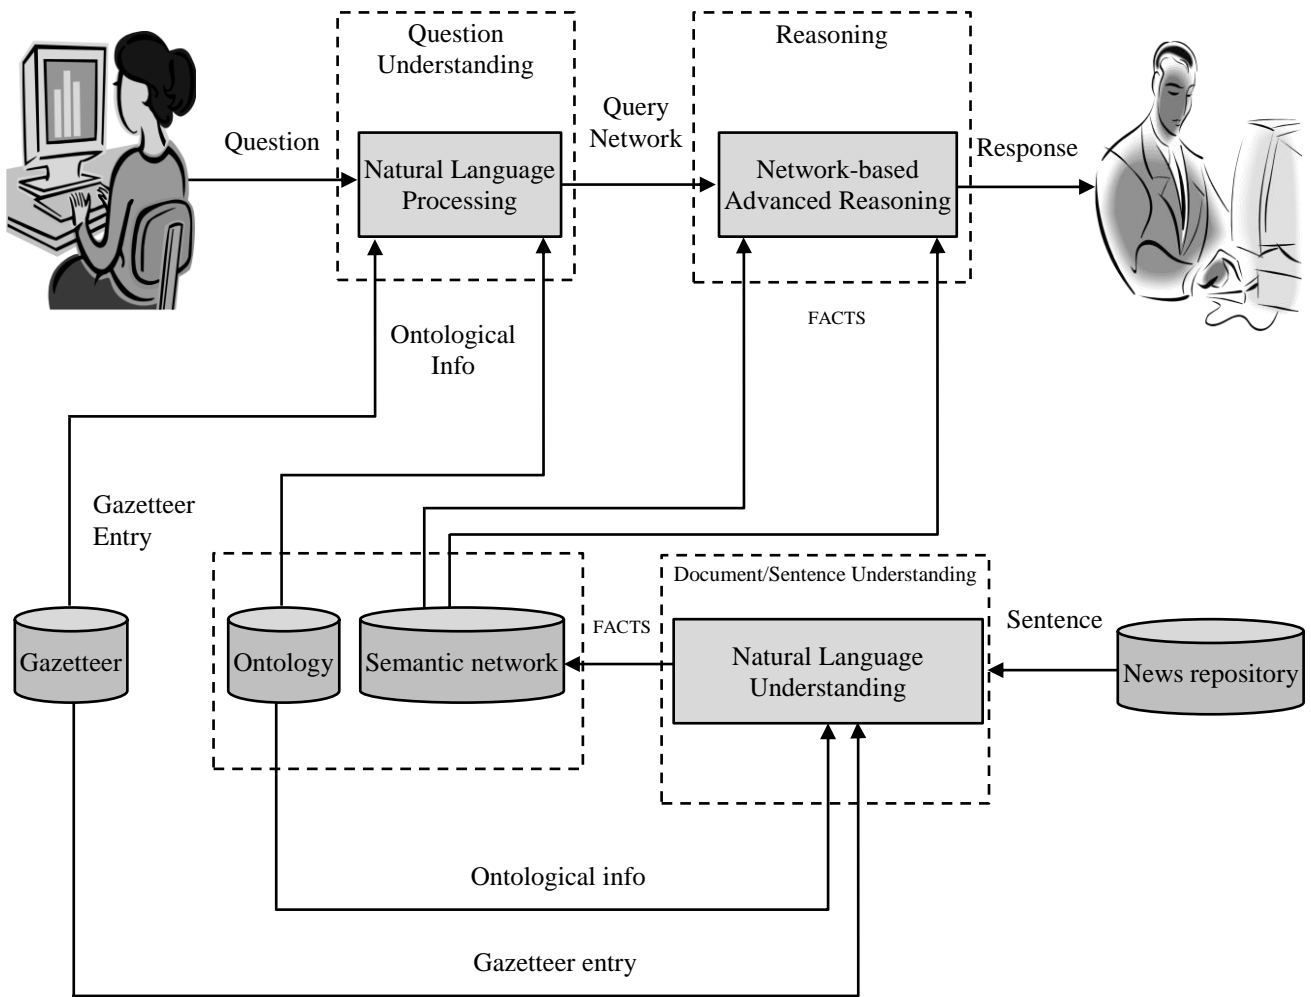 Question
Understanding
Reasoning
Question
Query
Network
Response
Natural Language
Processing
Network-based
Advanced Reasoning
Ontological
Info
FACTS
Gazetteer
Entry
Document/Sentence Understanding
Gazetteer
Ontology
Semantic network
FACTS
Natural Language
Understanding
Sentence
News repository
Ontological info
Gazetteer entry